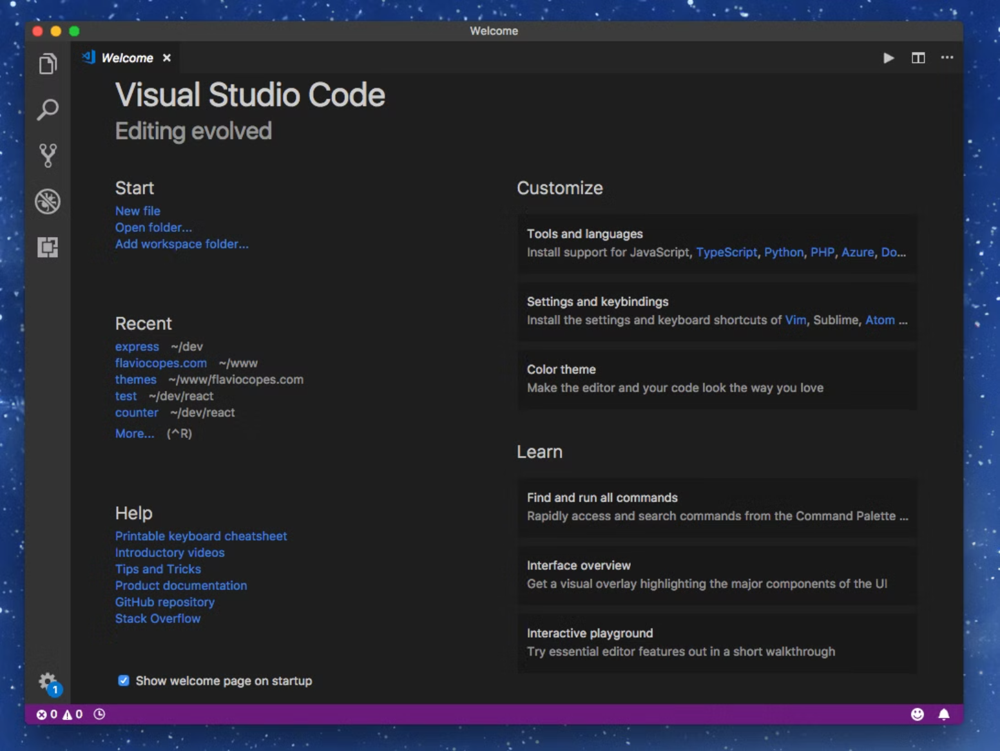 Welcome
Welcome
Visual Studio Code
Editing evolved
Start
New file
Open folder...
Add workspace folder...
Recent
express ~/dev
flaviocopes.com ~/www
themes ~/www/flaviocopes.com
test ~/dev/react
counter ~/dev/react
More... (^R)
Help
Printable keyboard cheatsheet
Introductory videos
Tips and Tricks
Product documentation
GitHub repository
Stack Overflow
Show welcome page on startup
Customize
Tools and languages
Install support for JavaScript, TypeScript, Python, PHP, Azure, Do...
Settings and keybindings
Install the settings and keyboard shortcuts of Vim, Sublime, Atom ...
Color theme
Make the editor and your code look the way you love
Learn
Find and run all commands
Rapidly access and search commands from the Command Palette ...
Interface overview
Get a visual overlay highlighting the major components of the UI
Interactive playground
Try essential editor features out in a short walkthrough
1
0 0